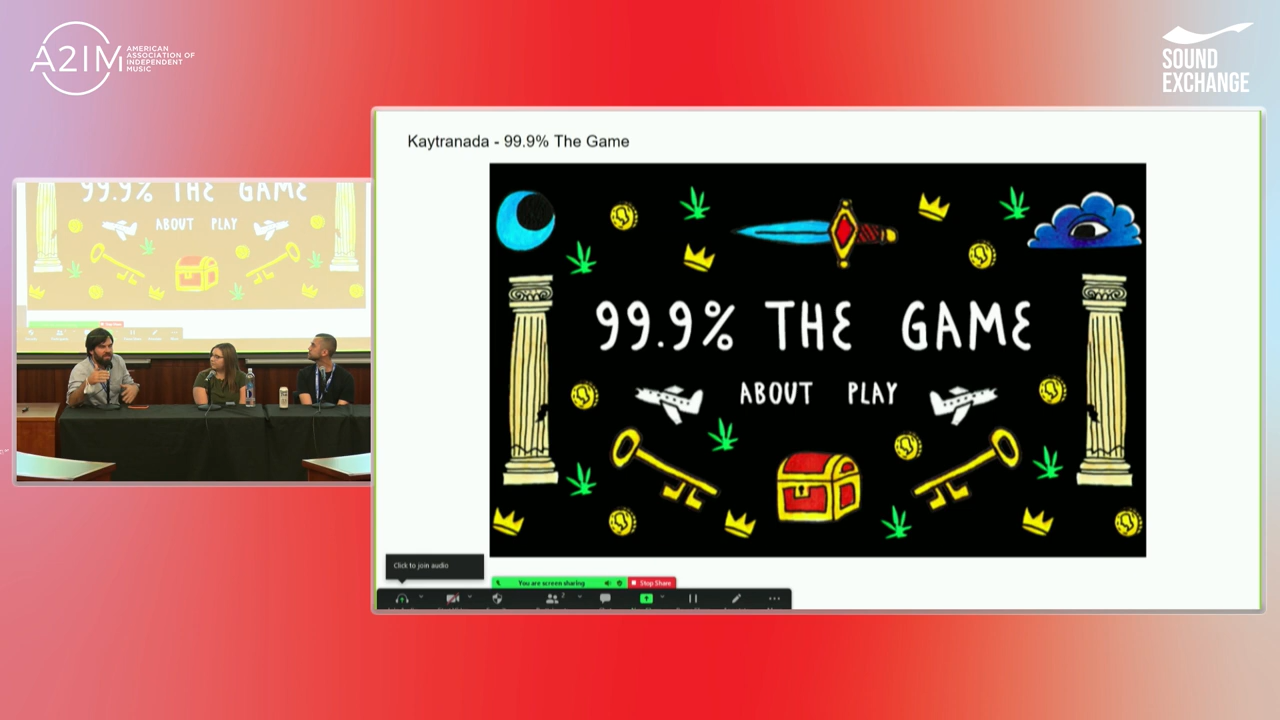 A2IM
AMERICAN
ASSOCIATION OF
INDEPENDENT
MUSIC
SOUND
EXCHANGE
Kaytranada - 99.9% The Game
99.9% THE GAME
ABOUT PLAY
99.9% THE GAME
ABOUT PLAY
Click to join audio
You are screen sharing
Stop Share
2